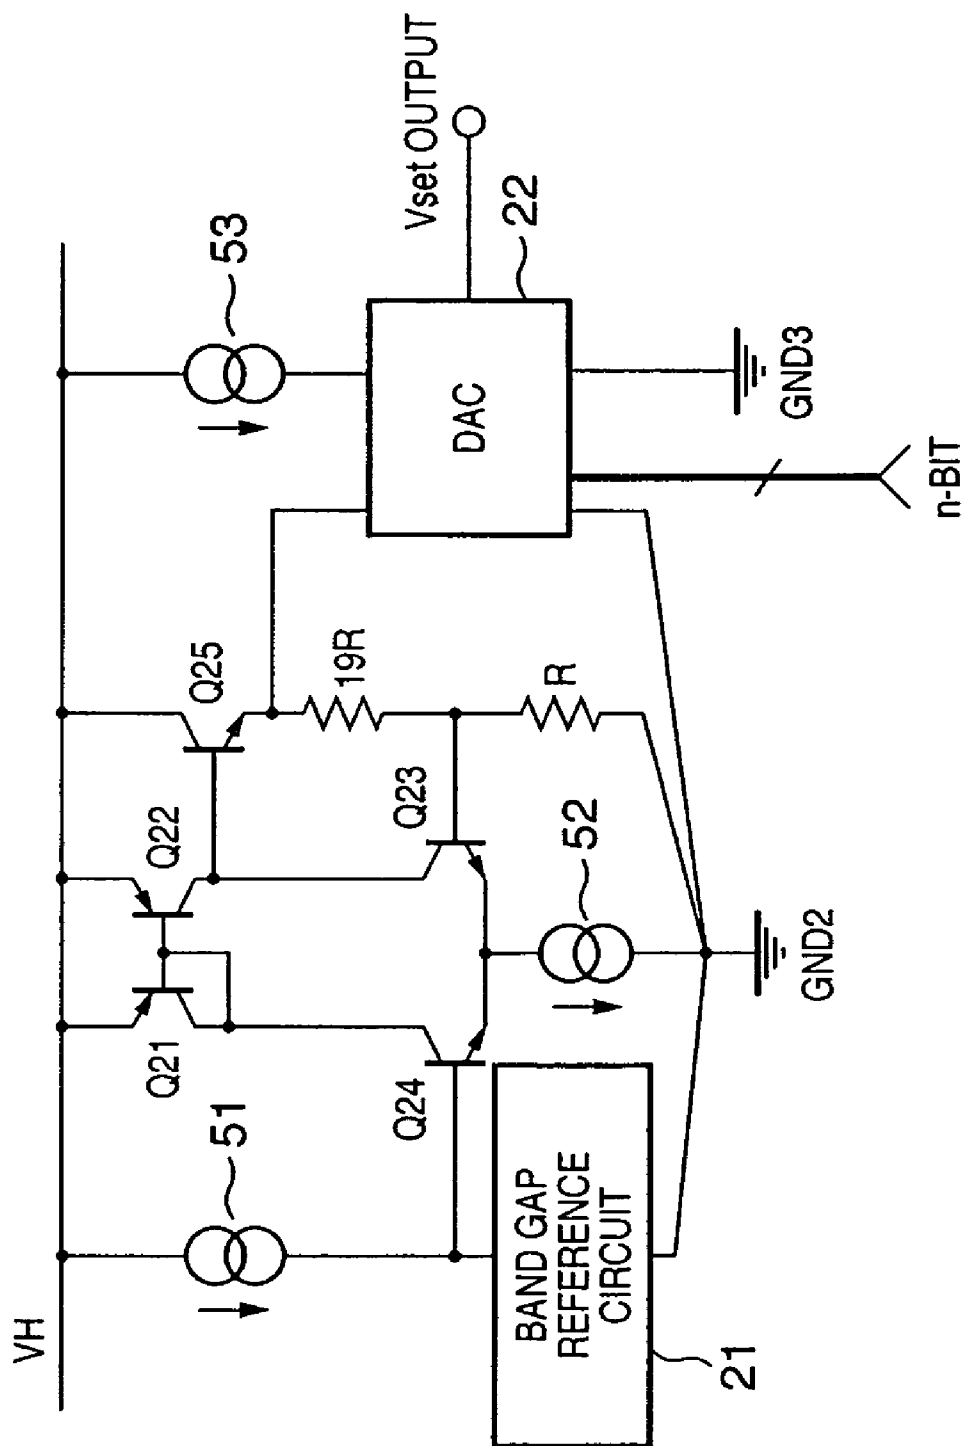 VH
51
Q21
Q22
Q25
53
Vset OUTPUT
19R
DAC
22
Q24
Q23
R
52
BAND GAP
REFERENCE
CIRCUIT
21
GND2
n-BIT
GND3